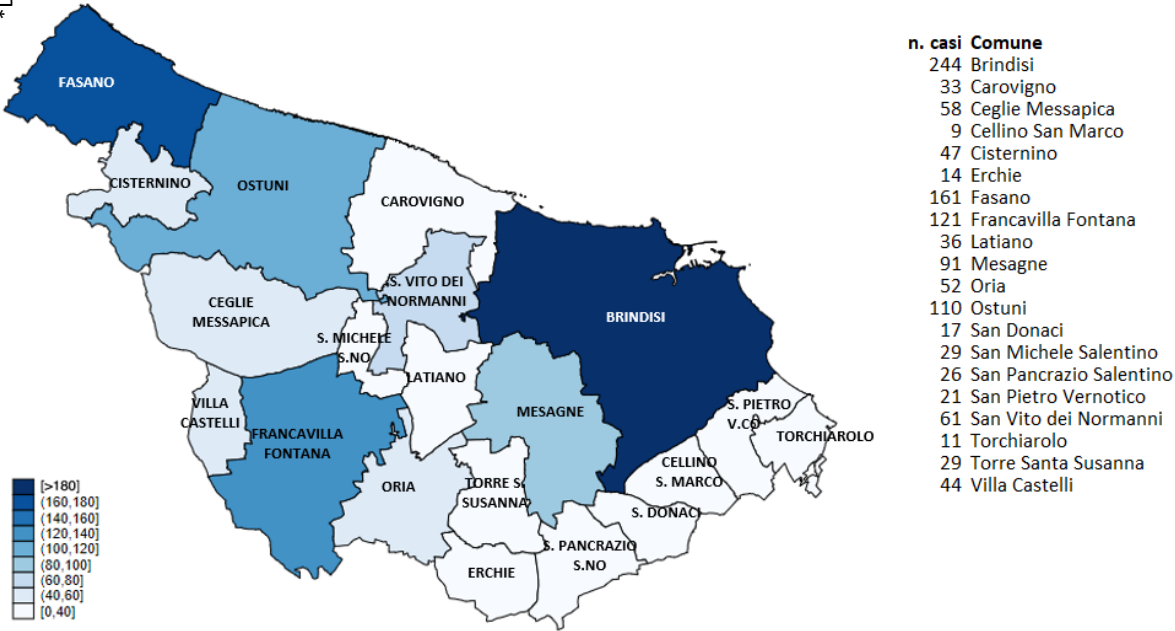 *
n. casi Comune
244 Brindisi
33 Carovigno
58 Ceglie Messapica
9 Cellino San Marco
47 Cisternino
14 Erchie
161 Fasano
121 Francavilla Fontana
36 Latiano
91 Mesagne
52 Oria
110 Ostuni
17 San Donaci
29 San Michele Salentino
26 San Pancrazio Salentino
21 San Pietro Vernotico
61 San Vito dei Normanni
11 Torchiarolo
29 Torre Santa Susanna
44 Villa Castelli
FASANO
CISTERNINO
OSTUNI
CAROVIGNO
S. VITO DEI
NORMANNI
CEGLIE
MESSAPICA
BRINDISI
S. MICHELE
S.NO
LATIANO
VILLA
CASTELLI
MESAGNE
S. PIETRO
V.CO
FRANCAVILLA
FONTANA
TORCHIAROLO
CELLINO
S. MARCO
ORIA
TORRE S.
SUSANNA
S. DONACI
S. PANCRAZIO
S.NO
ERCHIE
[>180]
(160,180]
(140,160]
(120,140]
(100,120]
(80,100]
(60,80]
(40,60]
[0,40]